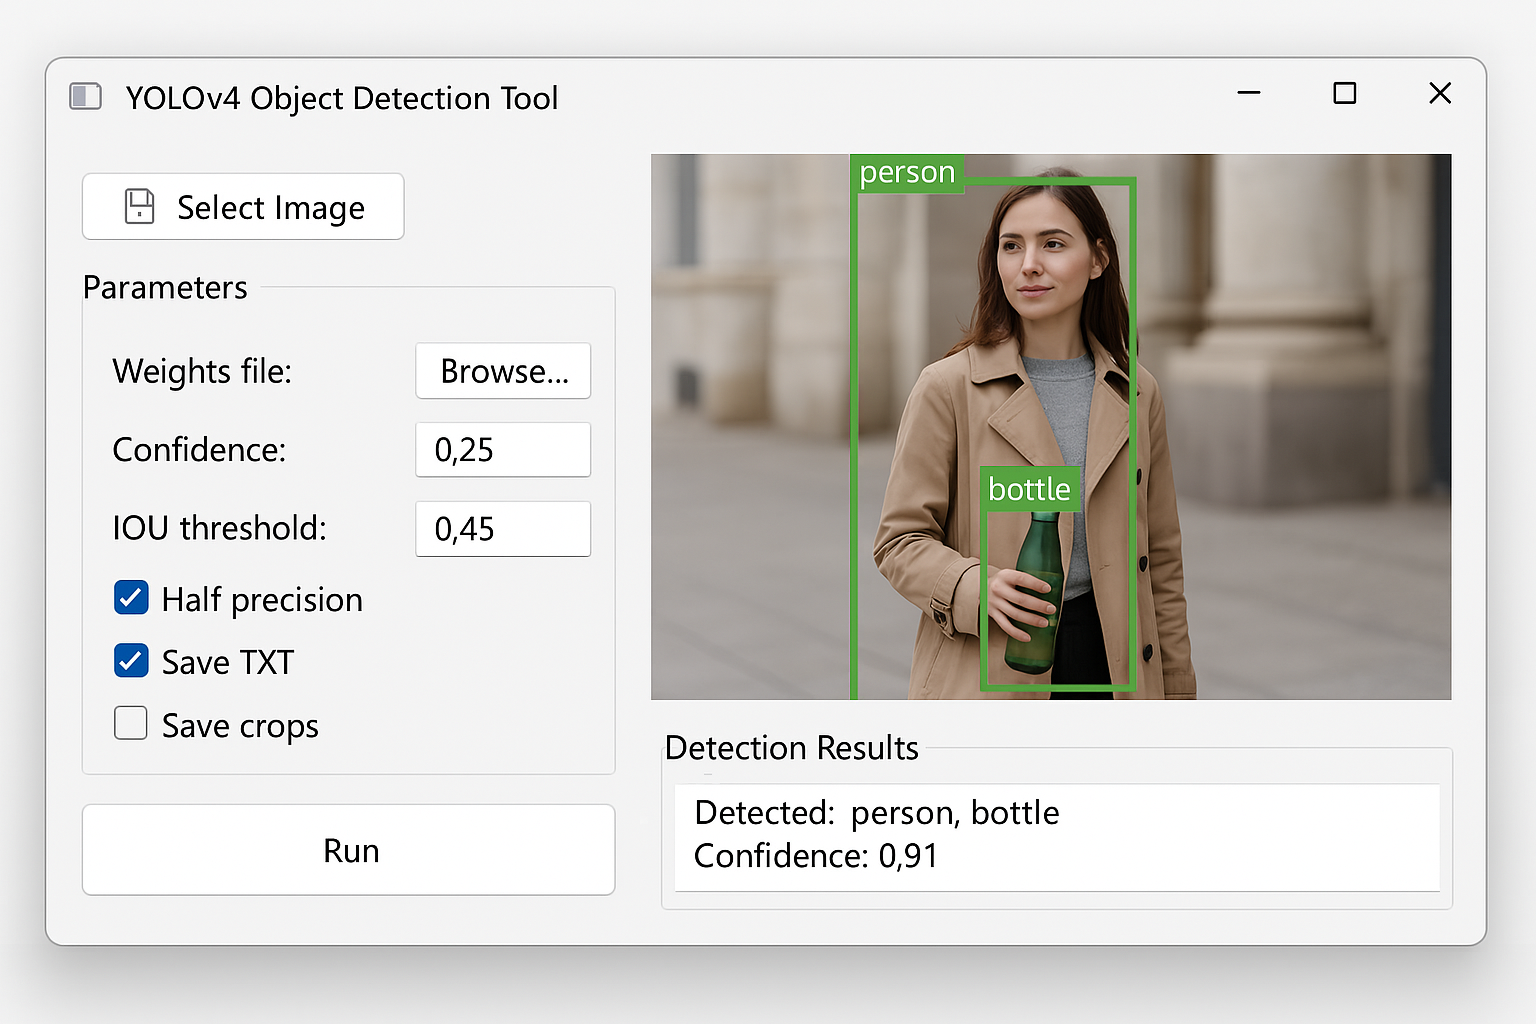 YOLOv4 Object Detection Tool
Select Image
Parameters
Weights file:
Browse...
Confidence:
0,25
IOU threshold:
0,45
Half precision
Save TXT
Save crops
Run
person
bottle
Detection Results
Detected: person, bottle
Confidence: 0,91